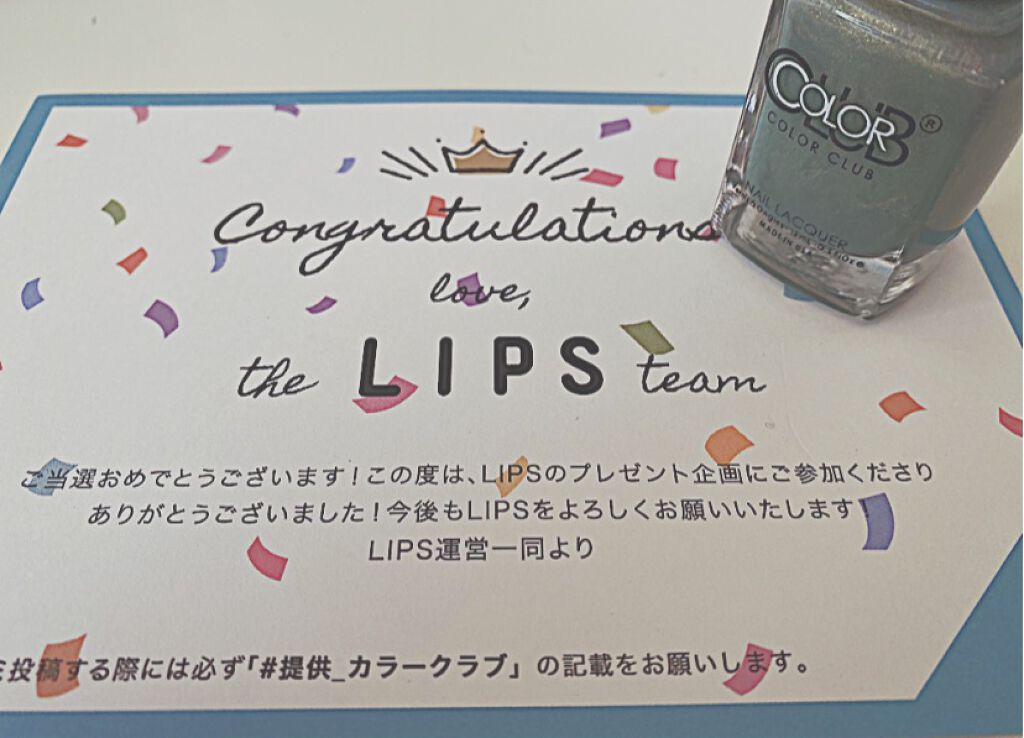 Congratulations
love,
the LIPS team
ご当選おめでとうございます！この度は、LIPSのプレゼント企画にご参加くださり
ありがとうございました！今後もLIPSをよろしくお願いいたします
LIPS運営一同より
投稿する際には必ず「#提供_カラークラブ」の記載をお願いします。
COLOR
CLUB®
COLOR CLUB
NAIL LACQUER
MADE IN USA